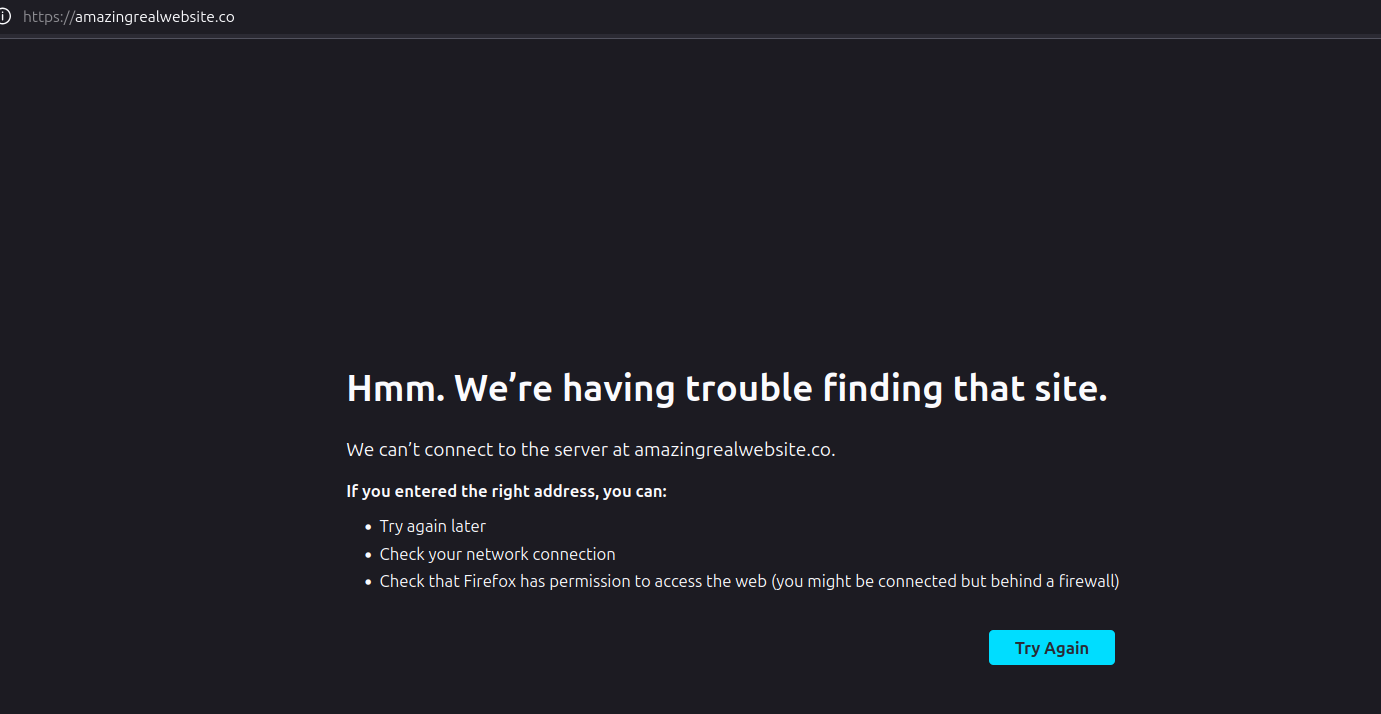 https://amazingrealwebsite.co
Hmm. We’re having trouble finding that site.
We can’t connect to the server at amazingrealwebsite.co.
If you entered the right address, you can:
• Try again later
• Check your network connection
• Check that Firefox has permission to access the web (you might be connected but behind a firewall)
Try Again